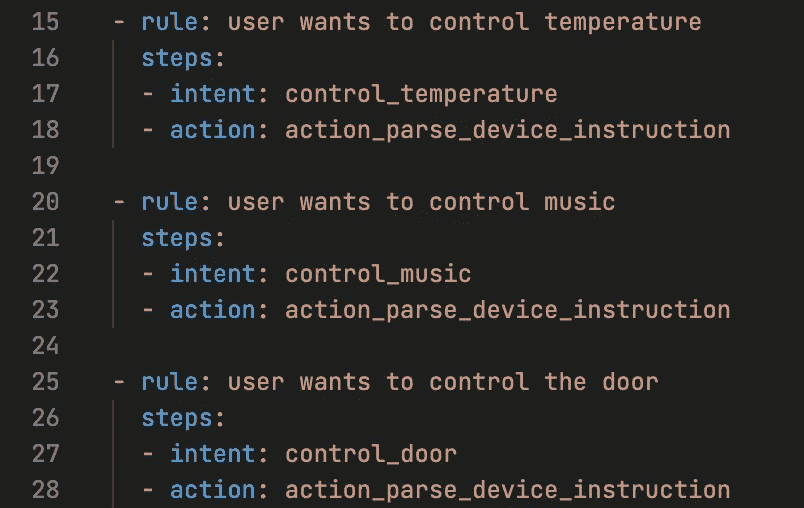 15 - rule: user wants to control temperature
16 steps:
17 - intent: control_temperature
18 - action: action_parse_device_instruction
19
20 - rule: user wants to control music
21 steps:
22 - intent: control_music
23 - action: action_parse_device_instruction
24
25 - rule: user wants to control the door
26 steps:
27 - intent: control_door
28 - action: action_parse_device_instruction